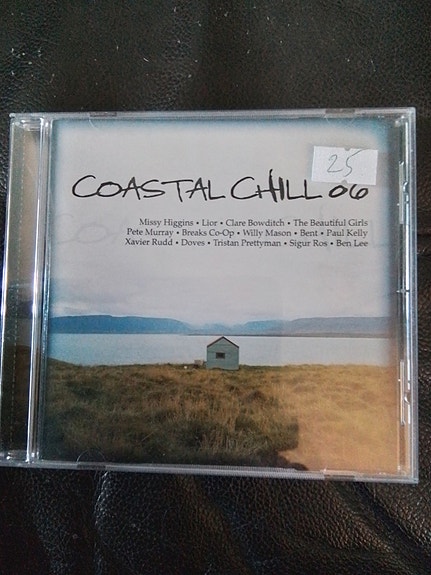 25
COASTAL CHILL 06
Missy Higgins • Lior • Clare Bowditch • The Beautiful Girls
Pete Murray • Breaks Co-Op • Willy Mason • Bent • Paul Kelly
Xavier Rudd • Doves • Tristan Prettyman • Sigur Ros • Ben Lee